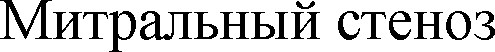 Митральный стеноз